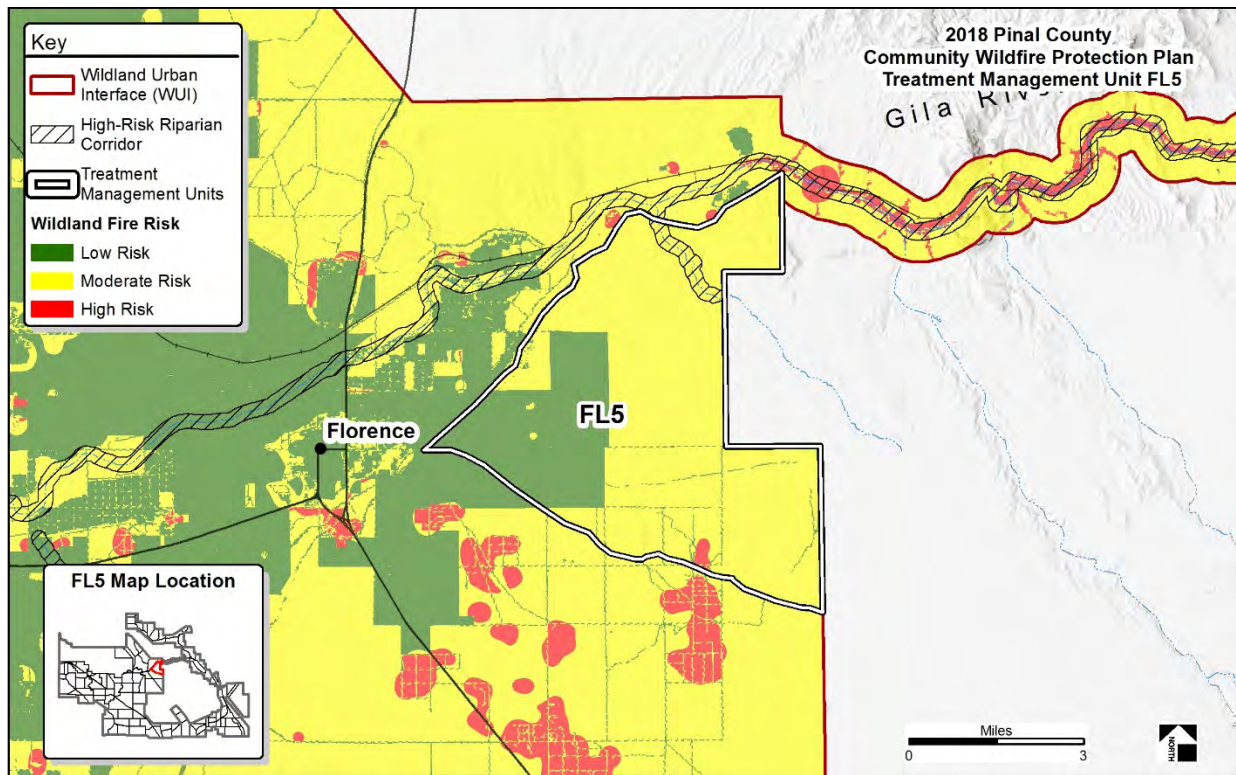 Key
Wildland Urban
Interface (WUI)
High-Risk Riparian
Corridor
Treatment
Management Units
Wildland Fire Risk
Low Risk
Moderate Risk
High Risk
2018 Pinal County
Community Wildfire Protection Plan
Treatment Management Unit FL5
Gila River
FL5
Florence
FL5 Map Location
Miles
0 3
NORTH